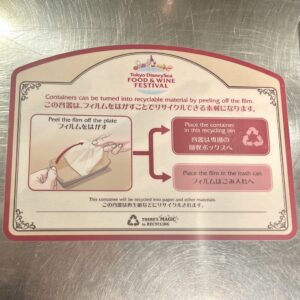 Tokyo DisneySea
FOOD & WINE
FESTIVAL
Containers can be turned into recyclable material by peeling off the film.
この容器は、フィルムをはがすことでリサイクルできる素材になります。
Peel the film off the plate
フィルムをはがす
Place the container
in this recycling bin
容器は専用の
回収ボックスへ
Place the film in the trash can
フィルムはごみ入れへ
This container will be recycled into paper and other materials.
この容器は再生紙などにリサイクルされます。
THERE'S MAGIC
in RECYCLING